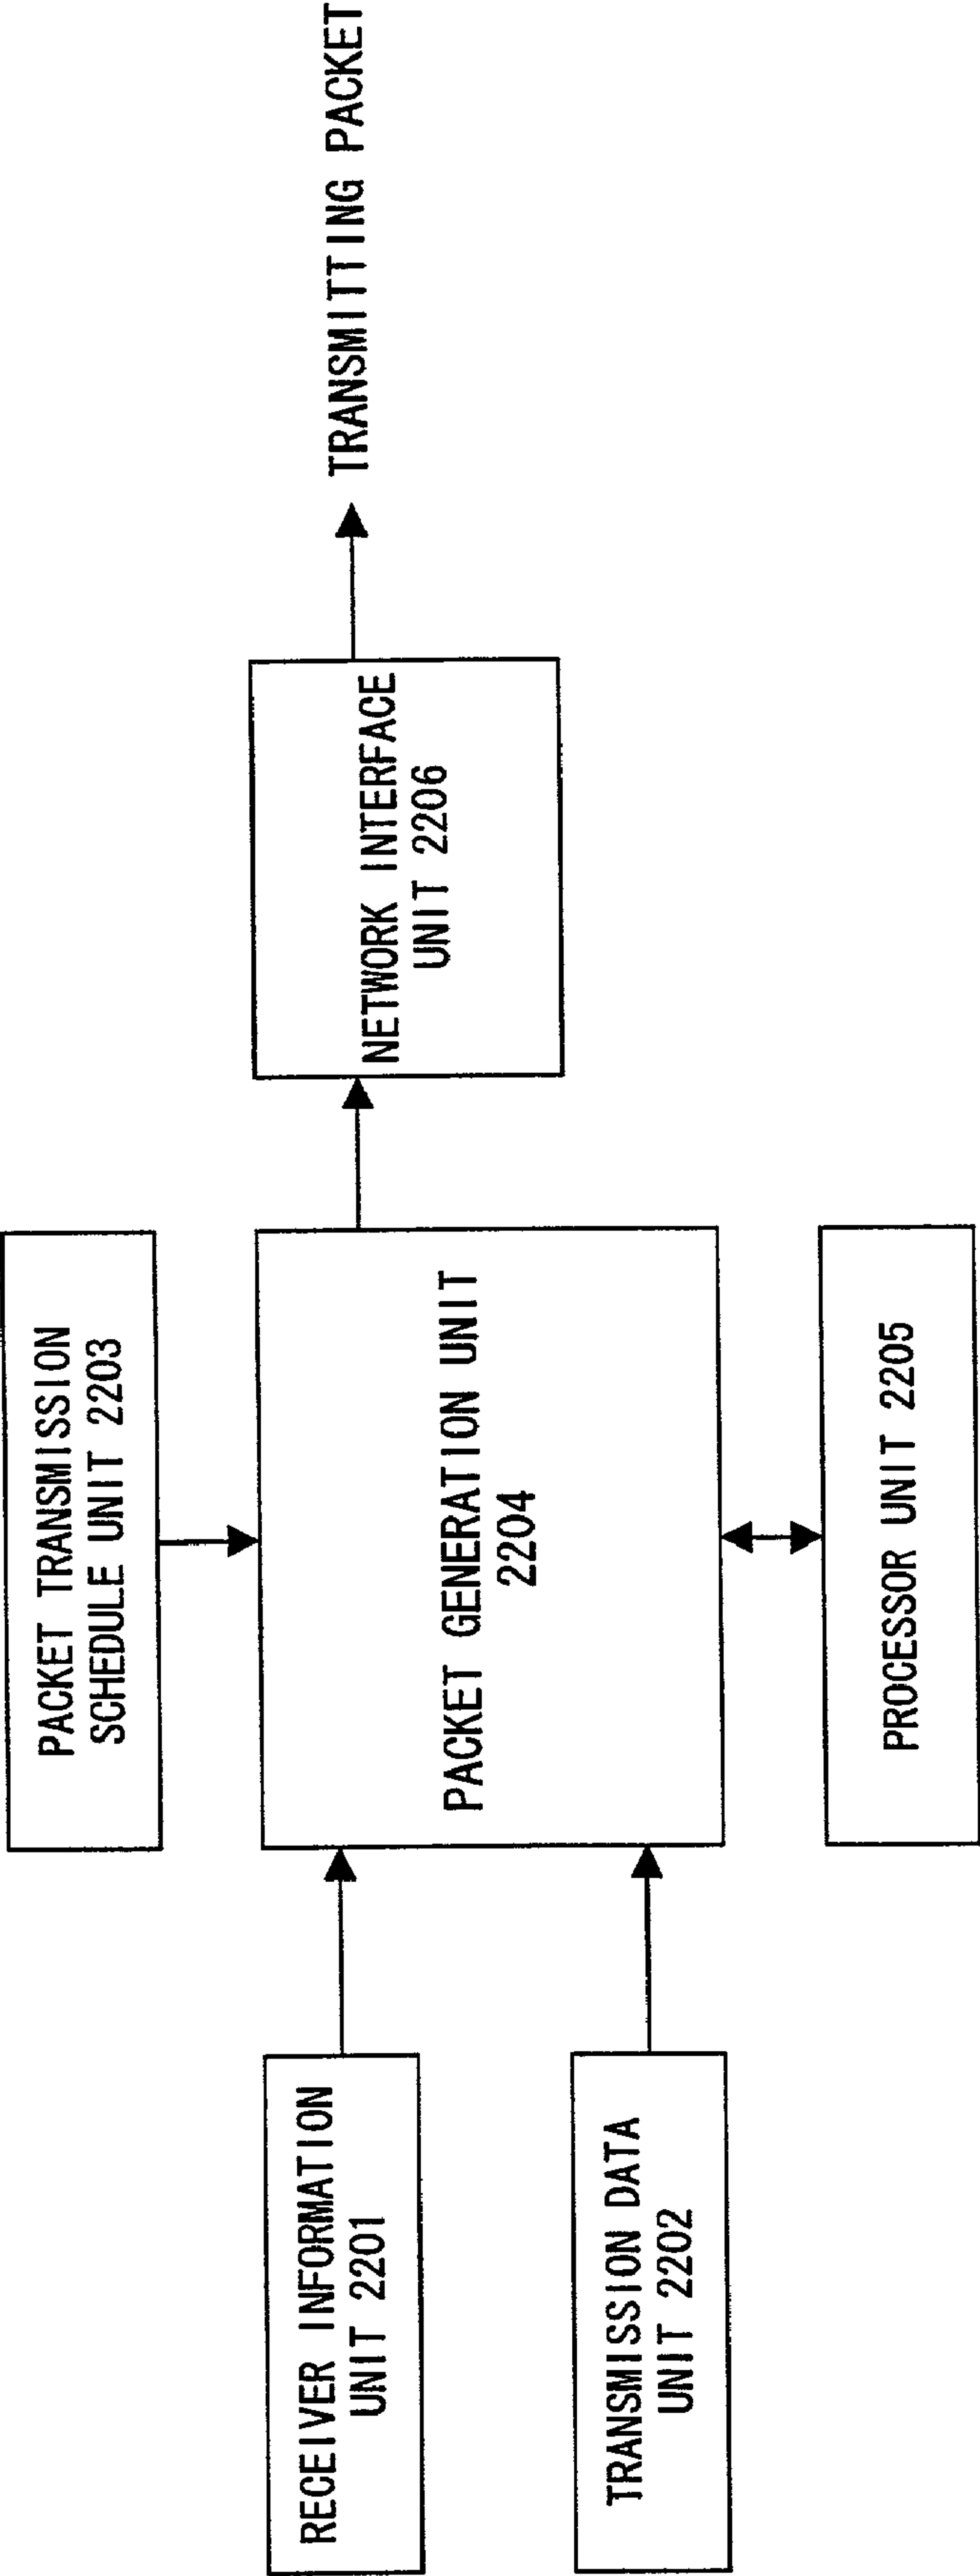 PACKET TRANSMISSION
SCHEDULE UNIT 2203
RECEIVER INFORMATION
UNIT 2201
TRANSMISSION DATA
UNIT 2202
PACKET GENERATION UNIT
2204
NETWORK INTERFACE
UNIT 2206
TRANSMITTING PACKET
PROCESSOR UNIT 2205